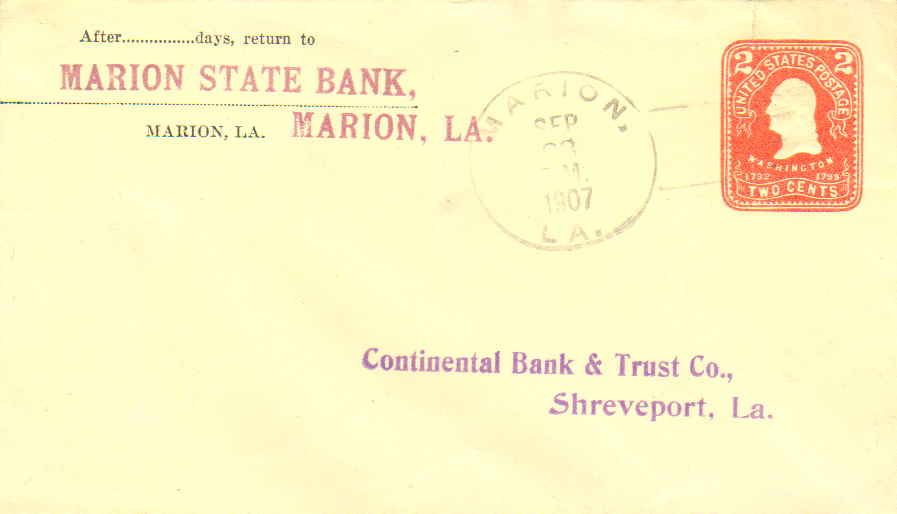 After................days, return to
MARION STATE BANK,
MARION, LA. MARION, LA.
MARION,
SEP
1907
LA.
2 2
UNITED STATES POSTAGE
WASHINGTON
1732 1799
TWO CENTS
Continental Bank & Trust Co.,
Shreveport, La.